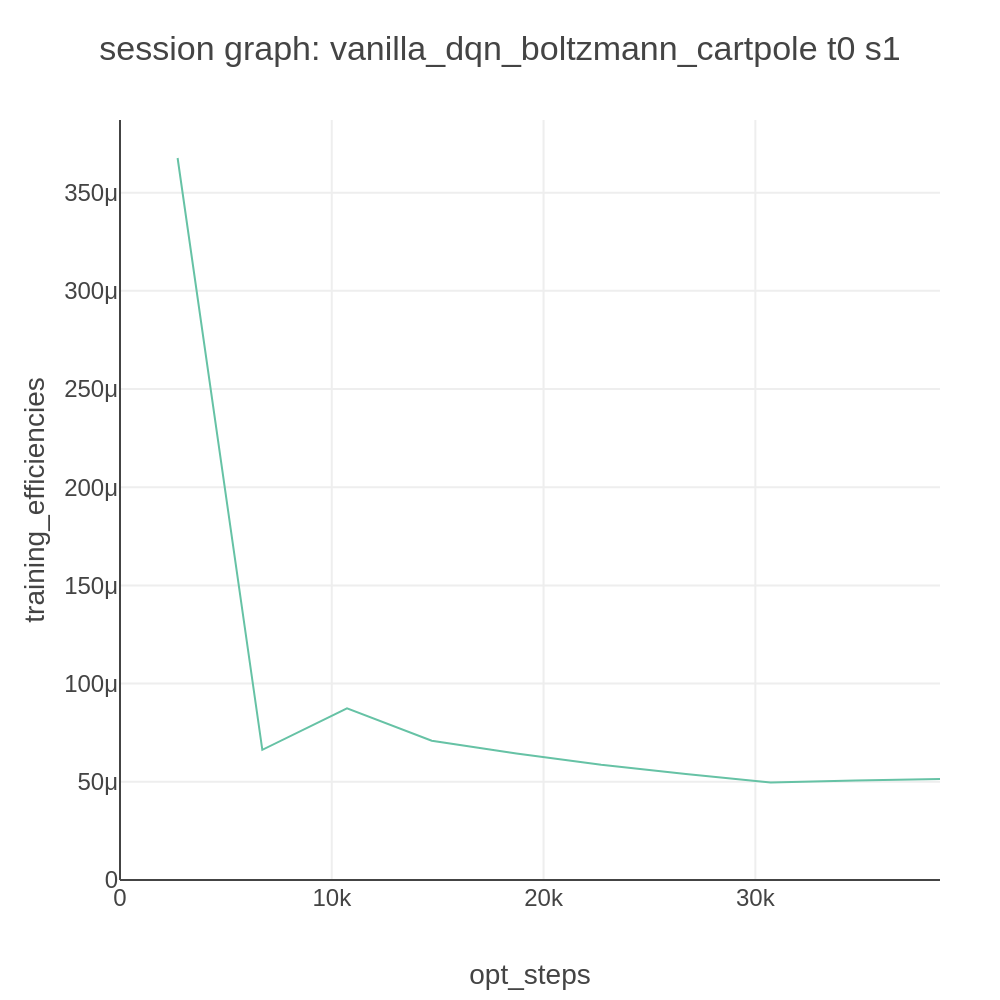 session graph: vanilla_dqn_boltzmann_cartpole t0 s1
training_efficiencies
350μ
300μ
250μ
200μ
150μ
100μ
50μ
0
0 10k 20k 30k
opt_steps